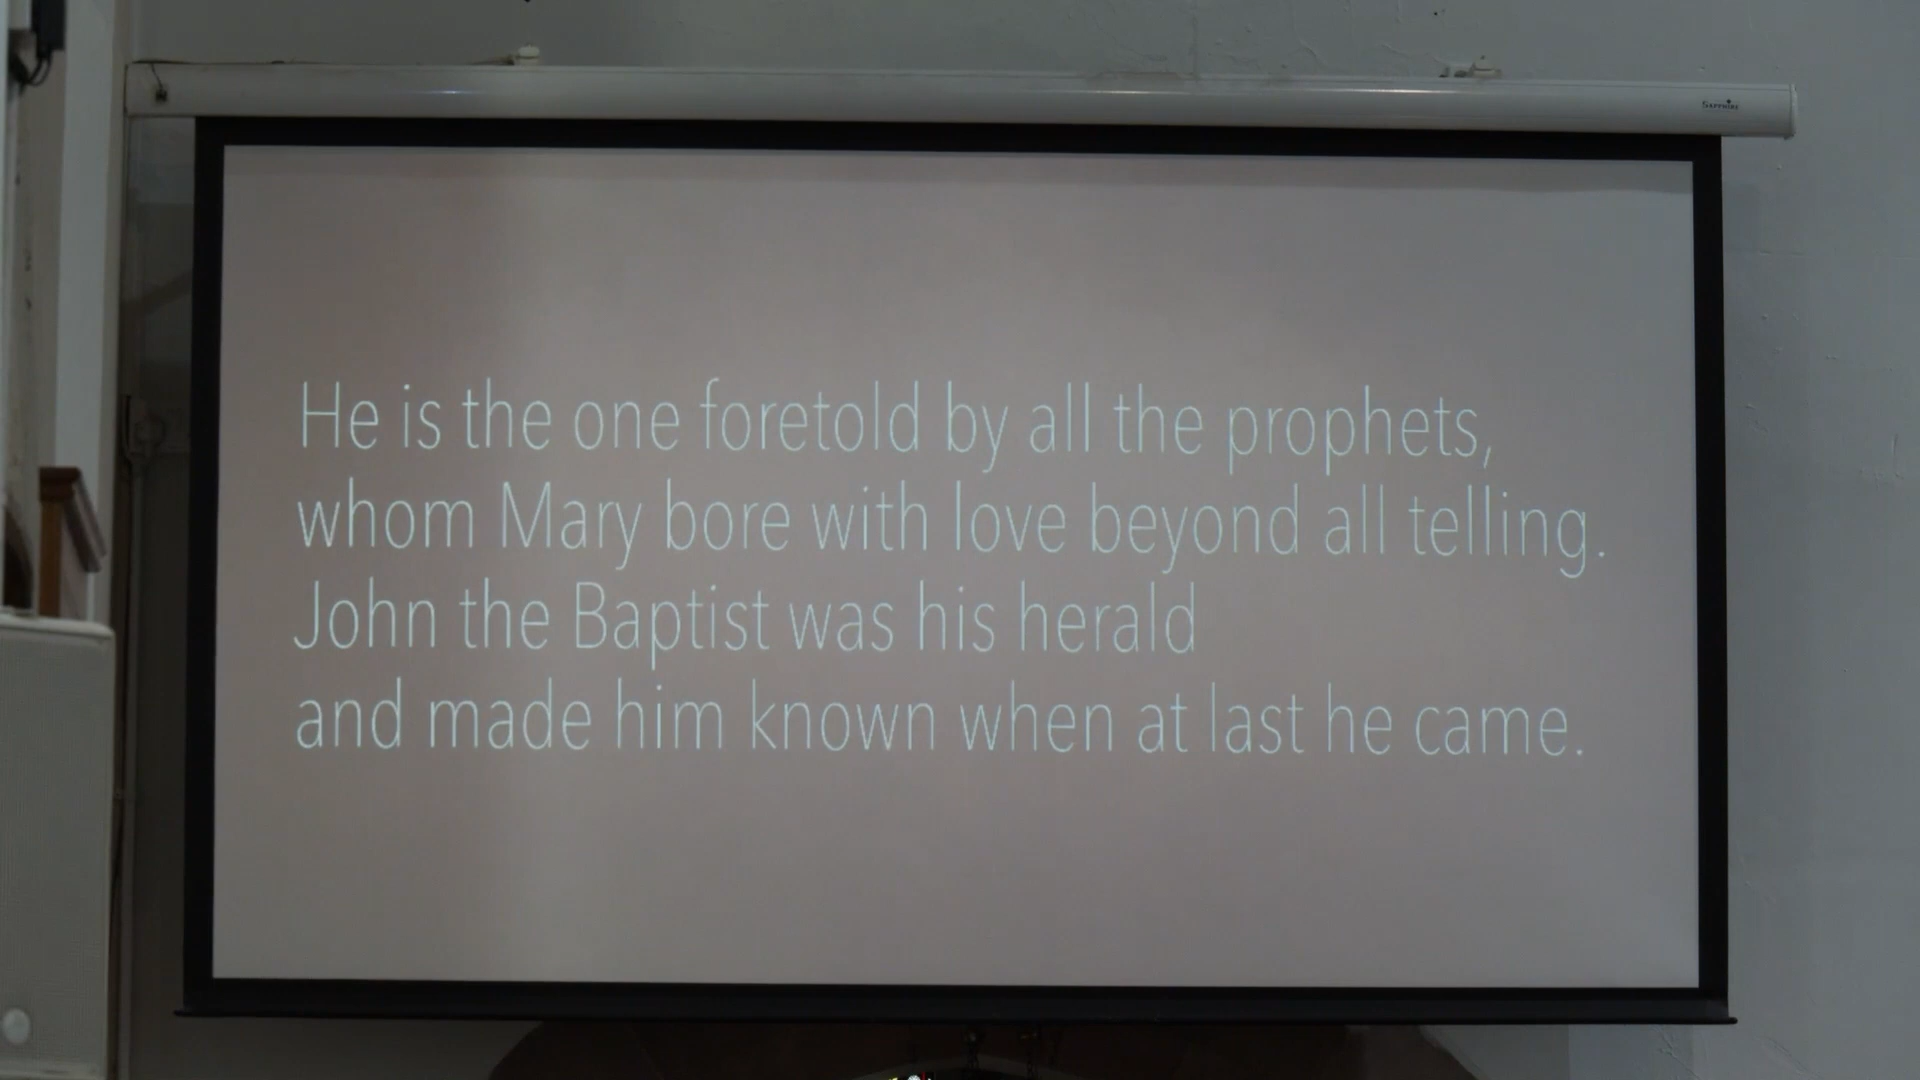 Sapphire
He is the one foretold by all the prophets,
whom Mary bore with love beyond all telling.
John the Baptist was his herald
and made him known when at last he came.